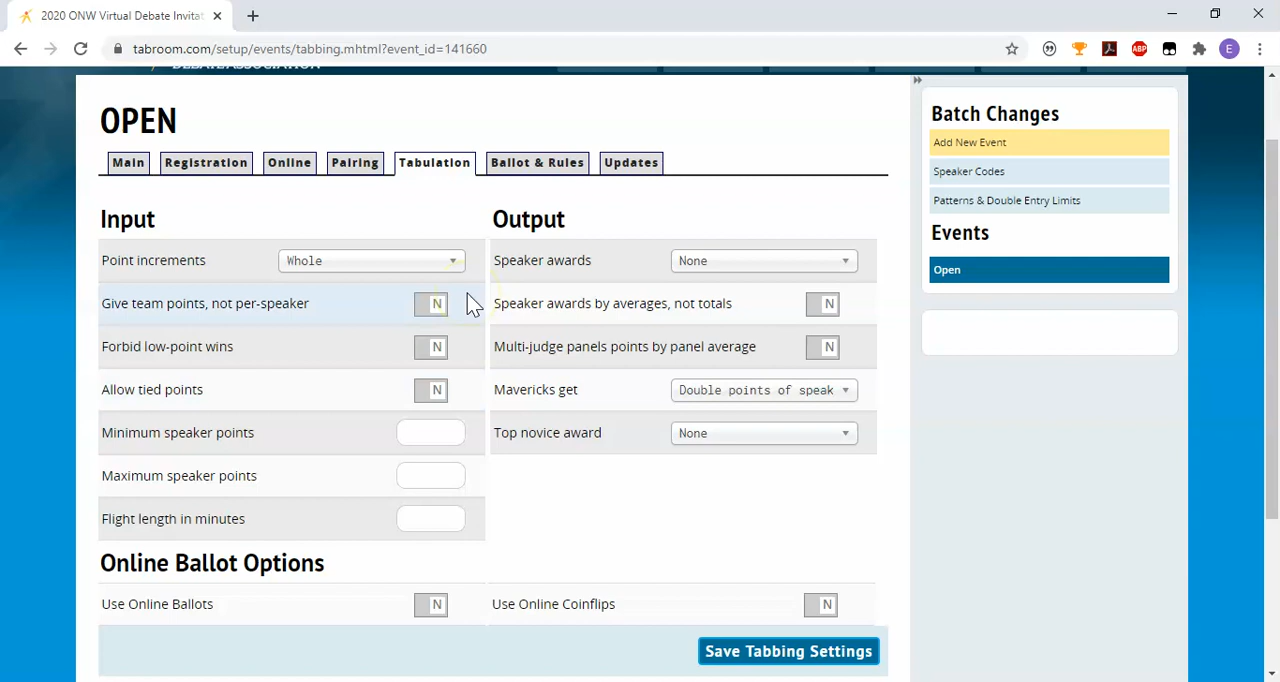 2020 ONW Virtual Debate Invitat
tabroom.com/setup/events/tabbing.mhtml?event_id=141660
ABP
E
DEBATE ASSOCIATION
OPEN
Main
Registration
Online
Pairing
Tabulation
Ballot & Rules
Updates
Input
Point increments
Whole
Give team points, not per-speaker
N
Forbid low-point wins
N
Allow tied points
N
Minimum speaker points
Maximum speaker points
Flight length in minutes
Output
Speaker awards
None
Speaker awards by averages, not totals
N
Multi-judge panels points by panel average
N
Mavericks get
Double points of speak
Top novice award
None
Online Ballot Options
Use Online Ballots
N
Use Online Coinflips
N
Save Tabbing Settings
Batch Changes
Add New Event
Speaker Codes
Patterns & Double Entry Limits
Events
Open